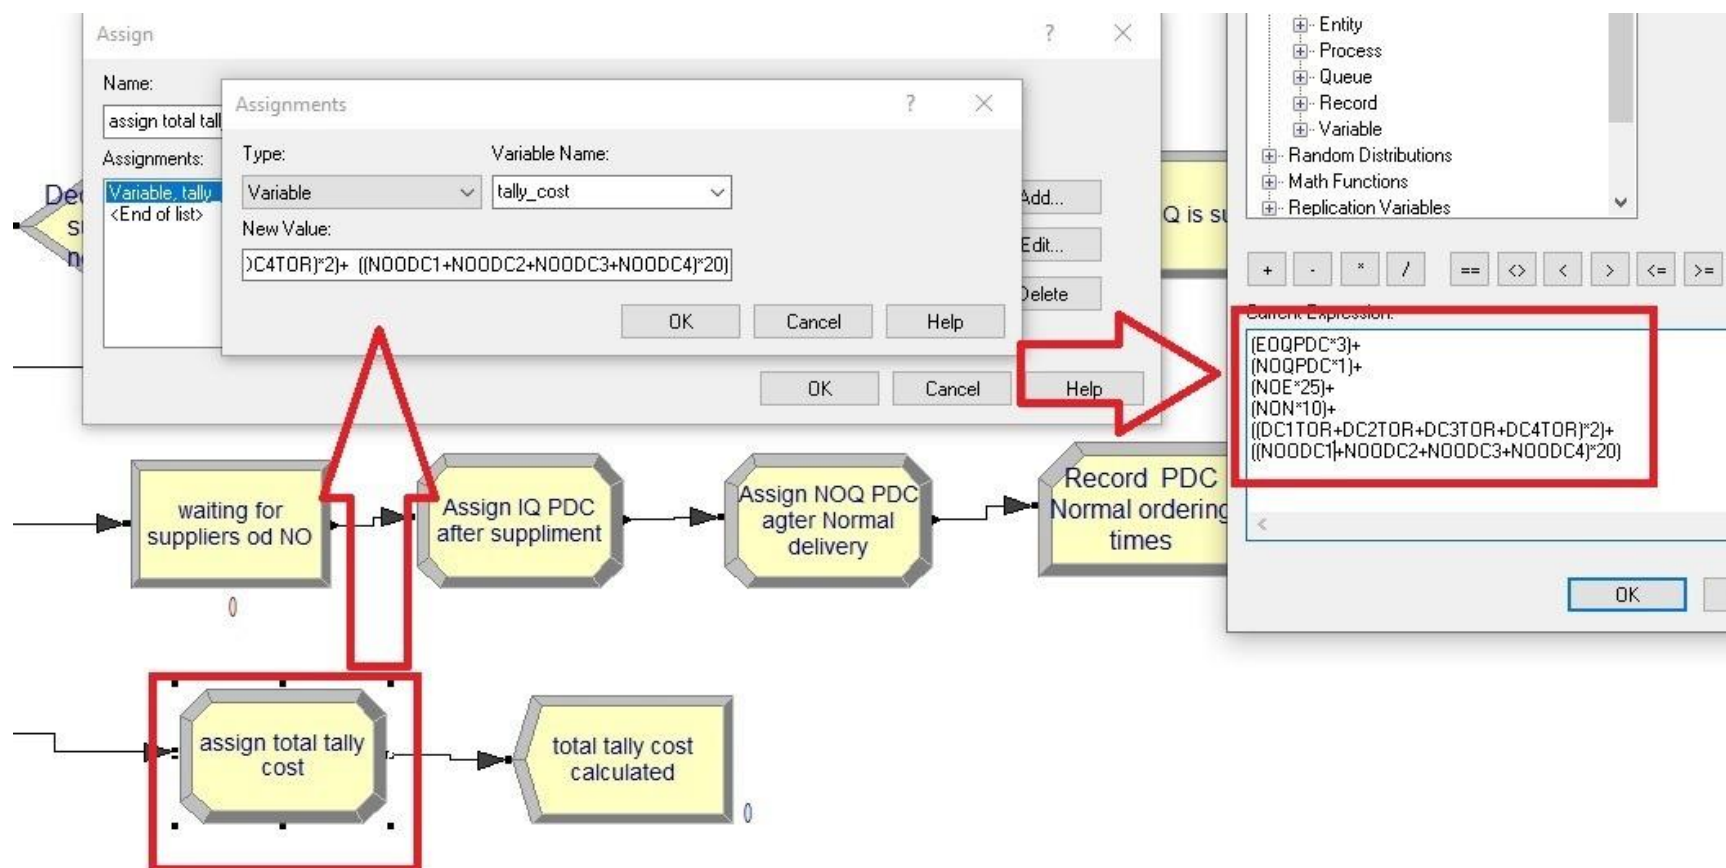 Assign
?
Name:
assign total tall
Assignments:
Variable, tally_
<End of list>
Add...
Edit...
Delete
OK
Cancel
Help
Assignments
?
Type:
Variable Name:
Variable
tally_cost
New Value:
)C4TOR)*2)+ ((NOODC1+NOODC2+NOODC3+NOODC4)*20)
OK
Cancel
Help
Entity
Process
Queue
Record
Variable
Random Distributions
Math Functions
Replication Variables
+ - * / == <> < > <= >=
Current Expression:
(EOQPDC*3)+
(NOQPDC*1)+
(NOE*25)+
(NON*10)+
((DC1TOR+DC2TOR+DC3TOR+DC4TOR)*2)+
((NOODC1+NOODC2+NOODC3+NOODC4)*20)
OK
Q is su
waiting for
suppliers od NO
0
Assign IQ PDC
after suppliment
Assign NOQ PDC
agter Normal
delivery
Record PDC
Normal ordering
times
assign total tally
cost
total tally cost
calculated
0